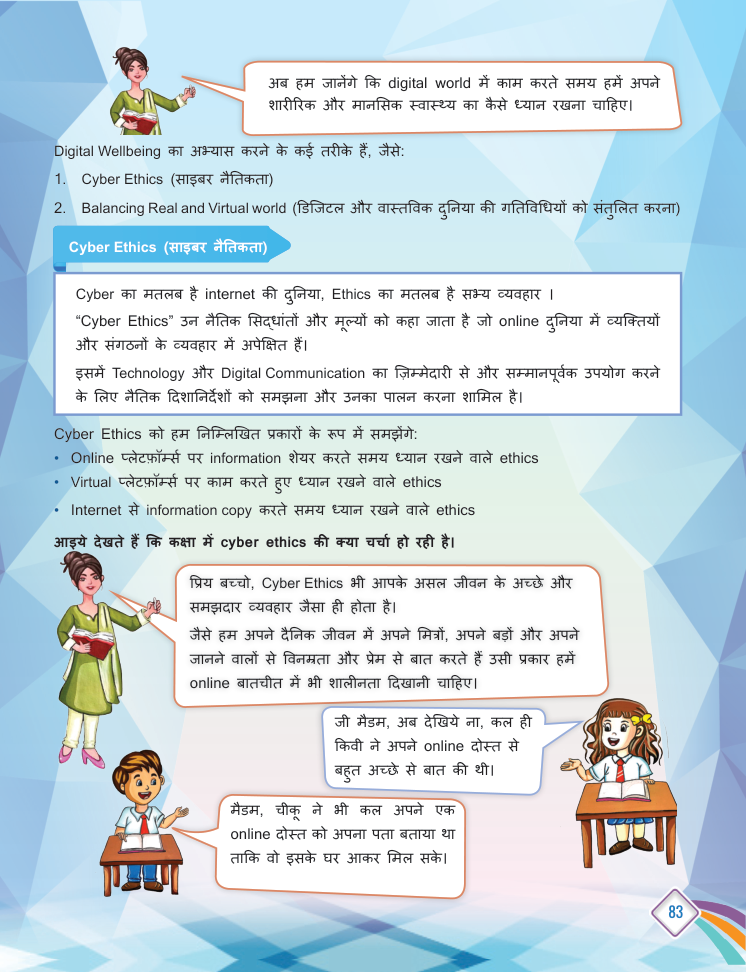 अब हम जानेंगे कि digital world में काम करते समय हमें अपने
शारीरिक और मानसिक स्वास्थ्य का कैसे ध्यान रखना चाहिए।
Digital Wellbeing का अभ्यास करने के कई तरीके हैं, जैसे:
1. Cyber Ethics (साइबर नैतिकता)
2. Balancing Real and Virtual world (डिजिटल और वास्तविक दुनिया की गतिविधियों को संतुलित करना)
Cyber Ethics (साइबर नैतिकता)
Cyber का मतलब है internet की दुनिया, Ethics का मतलब है सभ्य व्यवहार ।
“Cyber Ethics” उन नैतिक सिद्धांतों और मूल्यों को कहा जाता है जो online दुनिया में व्यक्तियों
और संगठनों के व्यवहार में अपेक्षित हैं।
इसमें Technology और Digital Communication का ज़िम्मेदारी से और सम्मानपूर्वक उपयोग करने
के लिए नैतिक दिशानिर्देशों को समझना और उनका पालन करना शामिल है।
Cyber Ethics को हम निम्लिखित प्रकारों के रूप में समझेंगे:
• Online प्लेटफ़ॉर्म्स पर information शेयर करते समय ध्यान रखने वाले ethics
• Virtual प्लेटफ़ॉर्म्स पर काम करते हुए ध्यान रखने वाले ethics
• Internet से information copy करते समय ध्यान रखने वाले ethics
आइये देखते हैं कि कक्षा में cyber ethics की क्या चर्चा हो रही है।
प्रिय बच्चो, Cyber Ethics भी आपके असल जीवन के अच्छे और
समझदार व्यवहार जैसा ही होता है।
जैसे हम अपने दैनिक जीवन में अपने मित्रों, अपने बड़ों और अपने
जानने वालों से विनम्रता और प्रेम से बात करते हैं उसी प्रकार हमें
online बातचीत में भी शालीनता दिखानी चाहिए।
जी मैडम, अब देखिये ना, कल ही
किवी ने अपने online दोस्त से
बहुत अच्छे से बात की थी।
मैडम, चीकू ने भी कल अपने एक
online दोस्त को अपना पता बताया था
ताकि वो इसके घर आकर मिल सके।
83